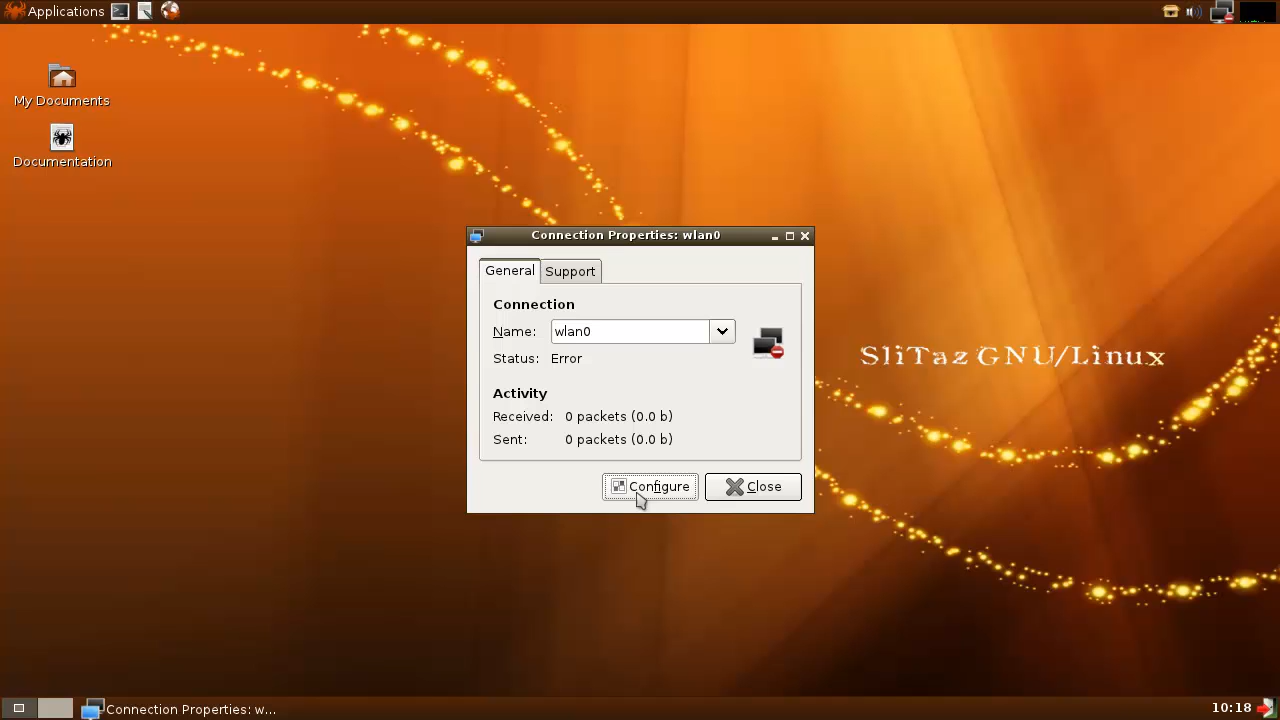 Applications
My Documents
Documentation
Connection Properties: wlan0
General Support
Connection
Name: wlan0
Status: Error
Activity
Received: 0 packets (0.0 b)
Sent: 0 packets (0.0 b)
Configure Close
SliTaz GNU/Linux
Connection Properties: w...
10:18